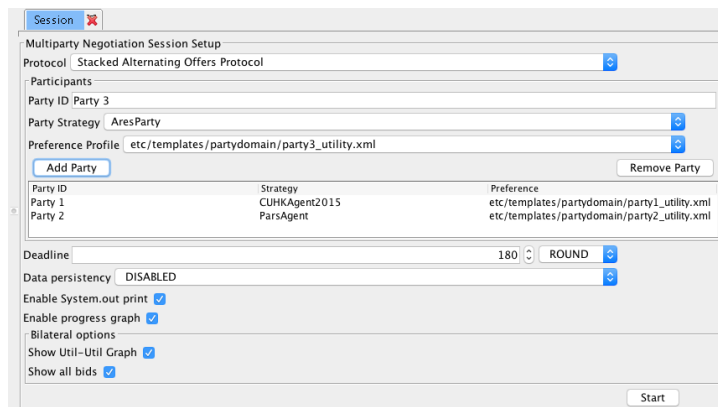 Session
Multiparty Negotiation Session Setup
Protocol Stacked Alternating Offers Protocol
Participants
Party ID Party 3
Party Strategy AresParty
Preference Profile etc/templates/partydomain/party3_utility.xml
Add Party Remove Party
Party ID Strategy Preference
Party 1 CUHKAgent2015 etc/templates/partydomain/party1_utility.xml
Party 2 ParsAgent etc/templates/partydomain/party2_utility.xml
Deadline 180 ROUND
Data persistency DISABLED
Enable System.out print
Enable progress graph
Bilateral options
Show Util-Util Graph
Show all bids
Start